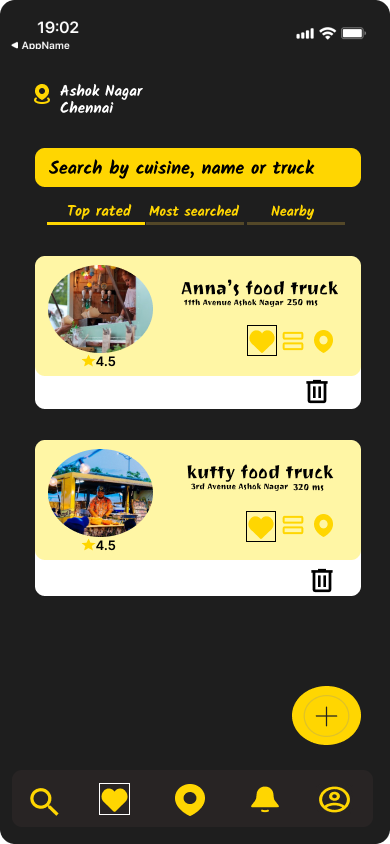 19:02
◀ AppName
Ashok Nagar
Chennai
Search by cuisine, name or truck
Top rated Most searched Nearby
Anna's food truck
11th Avenue Ashok Nagar 250 ms
4.5
kutty food truck
3rd Avenue Ashok Nagar 320 ms
4.5